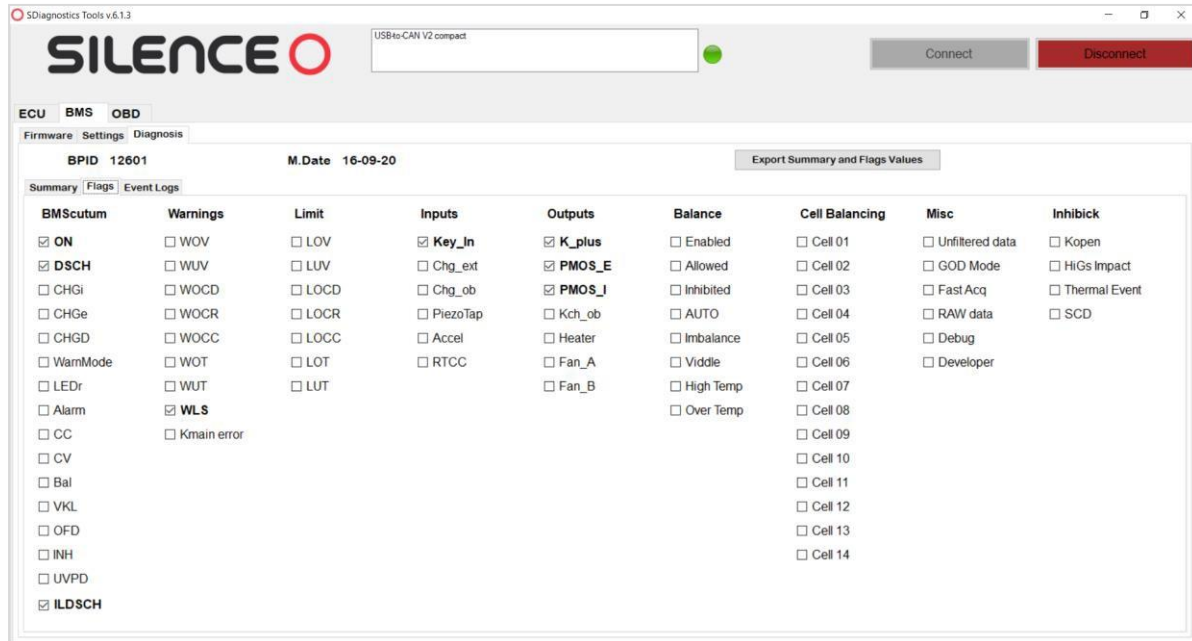 SDiagnostics Tools v.6.1.3
SILENCE
USB-to-CAN V2 compact
Connect Disconnect
ECU BMS OBD
Firmware Settings Diagnosis
BPID 12601 M.Date 16-09-20 Export Summary and Flags Values
Summary Flags Event Logs
BMScutum Warnings Limit Inputs Outputs Balance Cell Balancing Misc Inhibick
ON WOV LOV Key_In K_plus Enabled Cell 01 Unfiltered data Kopen
DSCH WUV LUV Chg_ext PMOS_E Allowed Cell 02 GOD Mode HiGs Impact
CHGi WOCD LOCD Chg_ob PMOS_I Inhibited Cell 03 Fast Acq Thermal Event
CHGe WOCR LOCR PiezoTap Kch_ob AUTO Cell 04 RAW data SCD
CHGD WOCC LOCC Accel Heater Imbalance Cell 05 Debug
WarnMode WOT LOT RTCC Fan_A Viddle Cell 06 Developer
LEDr WUT LUT Fan_B High Temp Cell 07
Alarm WLS Over Temp Cell 08
CC Kmain error Cell 09
CV Cell 10
Bal Cell 11
VKL Cell 12
OFD Cell 13
INH Cell 14
UVPD
ILDSCH